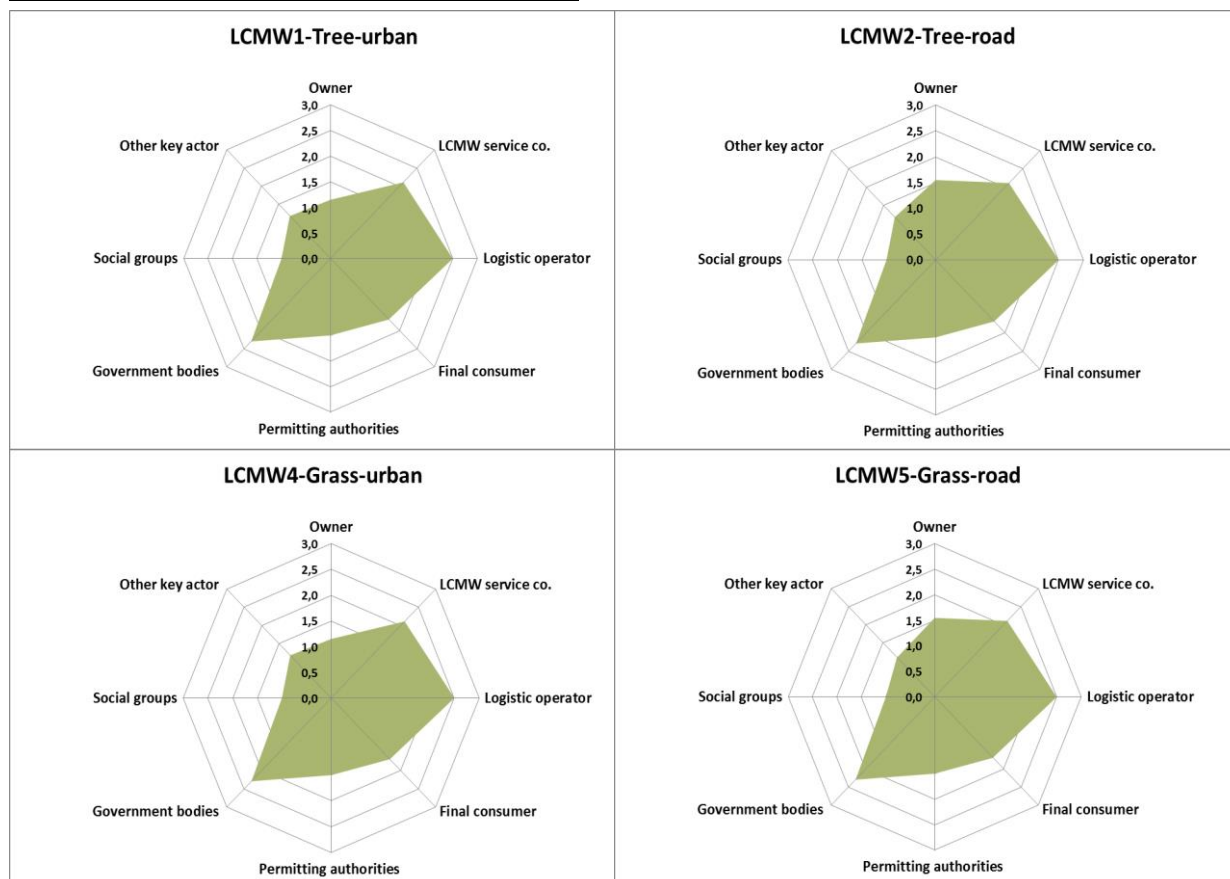 LCMW1-Tree-urban
Owner
3,0
2,5
2,0
1,5
1,0
0,5
0,0
LCMW service co.
Logistic operator
Final consumer
Permitting authorities
Government bodies
Social groups
Other key actor
LCMW2-Tree-road
Owner
3,0
2,5
2,0
1,5
1,0
0,5
0,0
LCMW service co.
Logistic operator
Final consumer
Permitting authorities
Government bodies
Social groups
Other key actor
LCMW4-Grass-urban
Owner
3,0
2,5
2,0
1,5
1,0
0,5
0,0
LCMW service co.
Logistic operator
Final consumer
Permitting authorities
Government bodies
Social groups
Other key actor
LCMW5-Grass-road
Owner
3,0
2,5
2,0
1,5
1,0
0,5
0,0
LCMW service co.
Logistic operator
Final consumer
Permitting authorities
Government bodies
Social groups
Other key actor